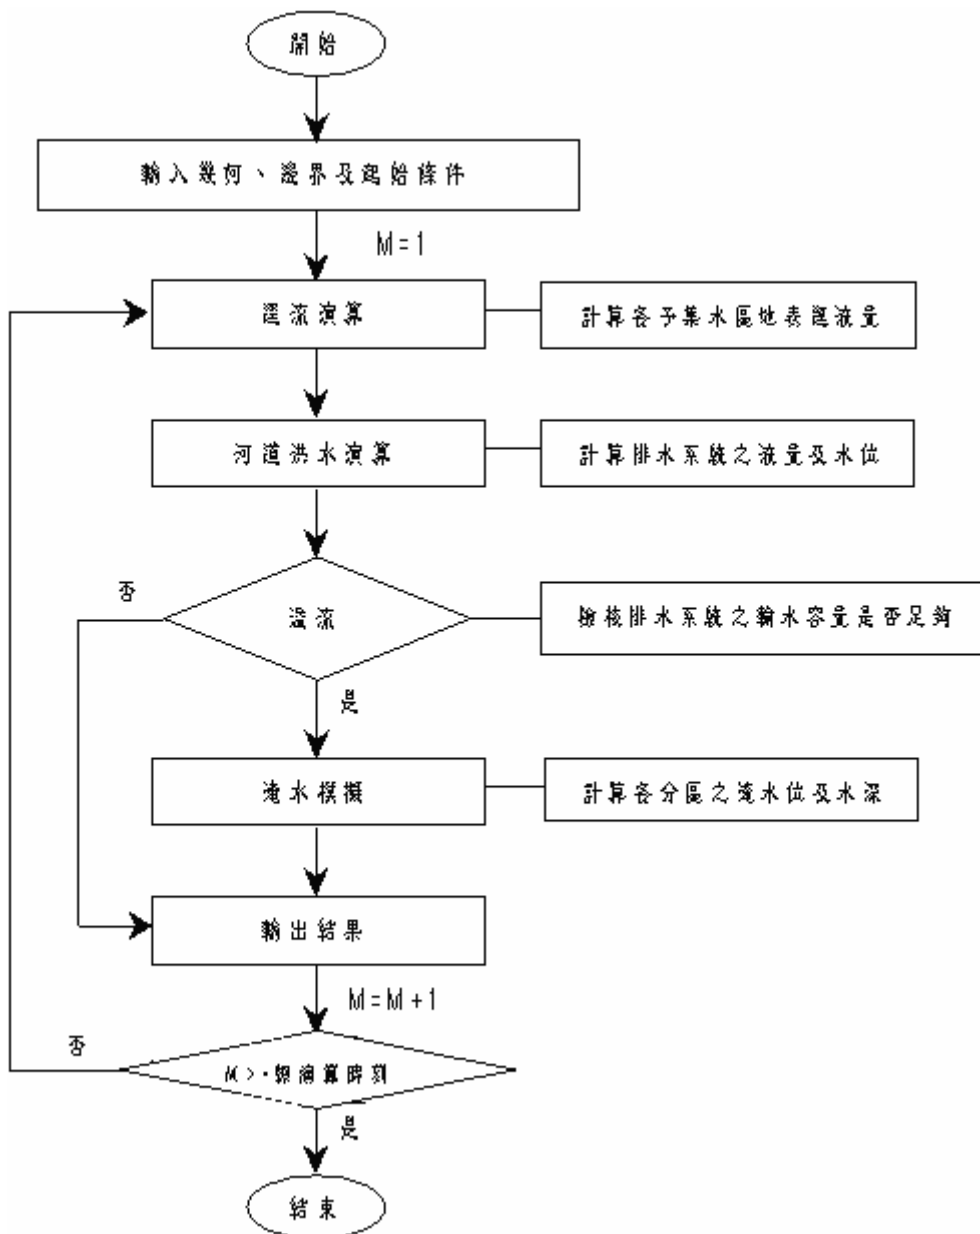 開始
輸入幾何、邊界及起始條件
M=1
逕流演算
計算各子集水區地表逕流量
河道洪水演算
計算排水系統之流量及水位
否
溢流
檢核排水系統之輸水容量是否足夠
是
淹水模擬
計算各分區之淹水位及水深
輸出結果
M=M+1
否
M>演算時刻
是
結束